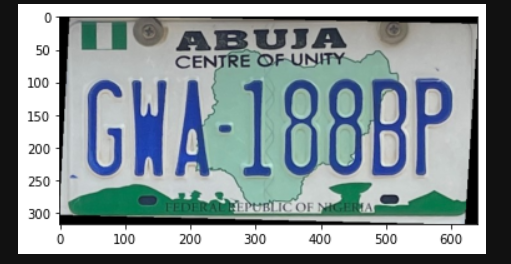 ABUJA
CENTRE OF UNITY
GWA-188BP
FEDERAL REPUBLIC OF NIGERIA
0
50
100
150
200
250
300
0 100 200 300 400 500 600